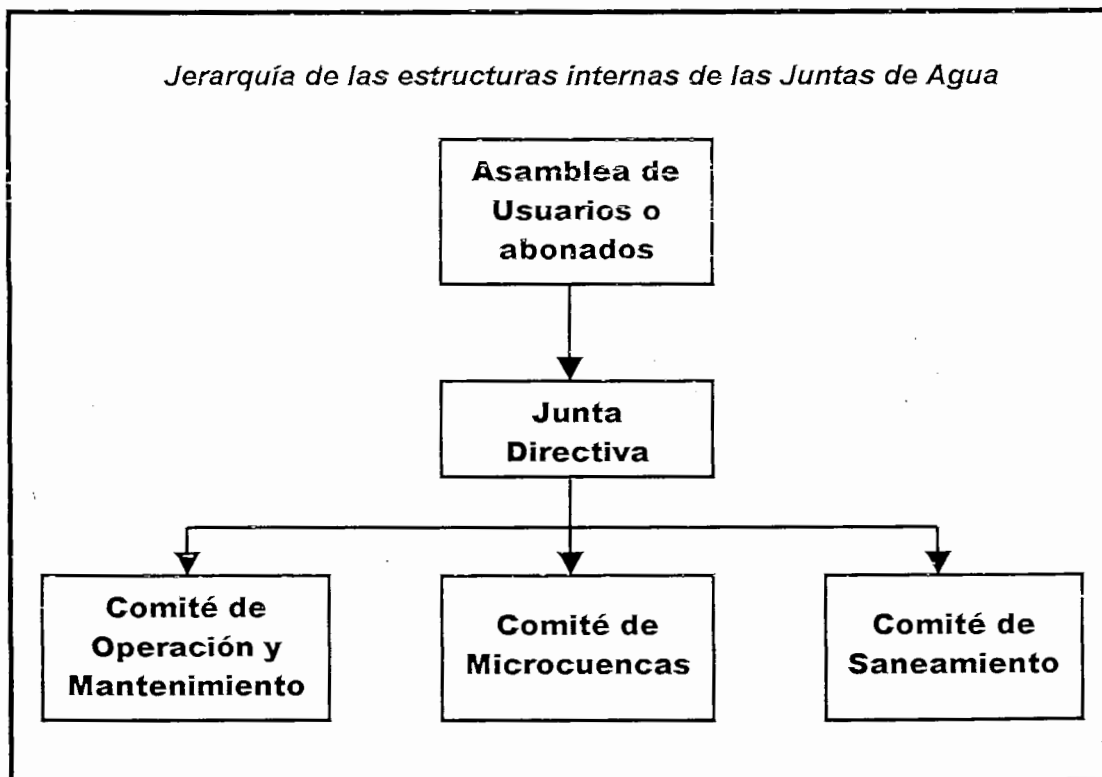 Jerarquía de las estructuras internas de las Juntas de Agua
Asamblea de
Usuarios o
abonados
Junta
Directiva
Comité de
Operación y
Mantenimiento
Comité de
Microcuencas
Comité de
Saneamiento